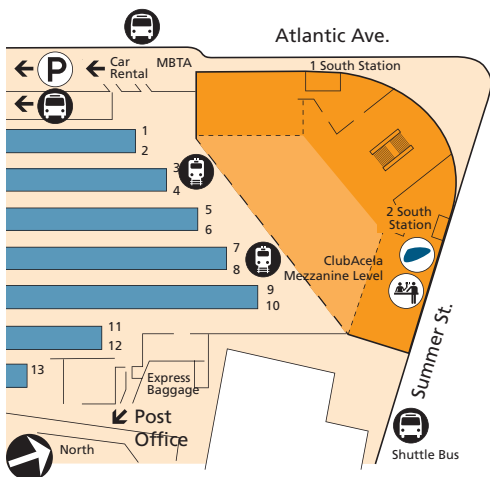 Atlantic Ave.
1 South Station
P
Car
Rental
MBTA
1
2
3
4
5
6
7
8
9
10
11
12
13
2 South
Station
ClubAcela
Mezzanine Level
Summer St.
Express
Baggage
Post
Office
North
Shuttle Bus